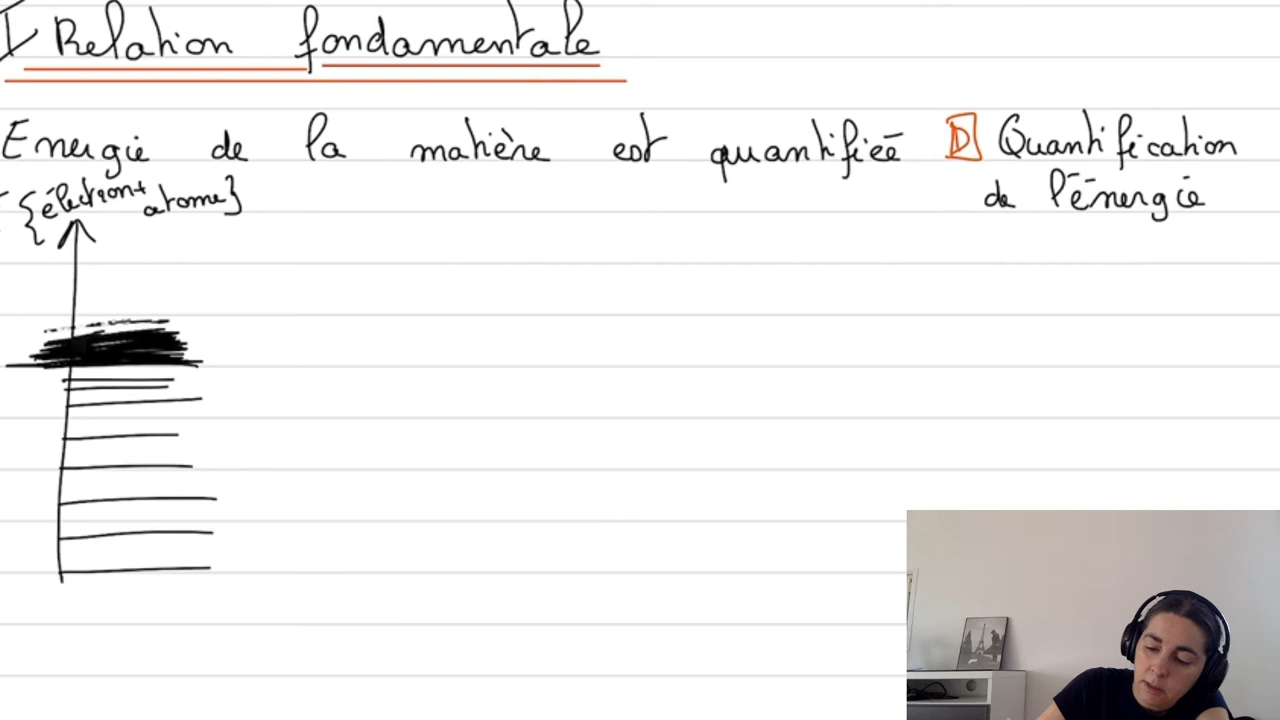 I Relation fondamentale
Energie de la matière est quantifiée D Quantification
de l'énergie
{électron+
atome}